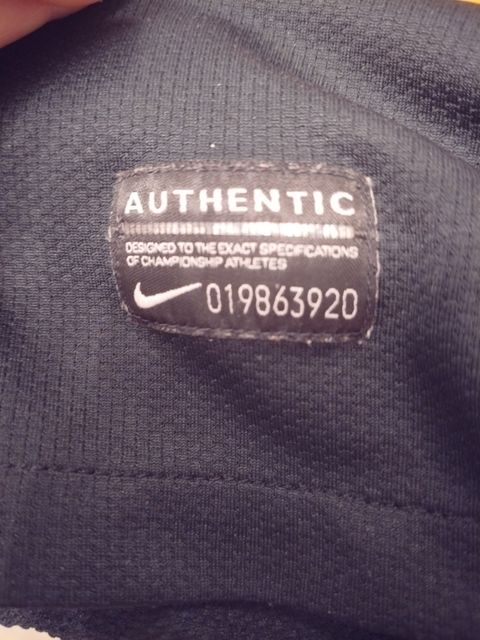 AUTHENTIC
DESIGNED TO THE EXACT SPECIFICATIONS
OF CHAMPIONSHIP ATHLETES
019863920